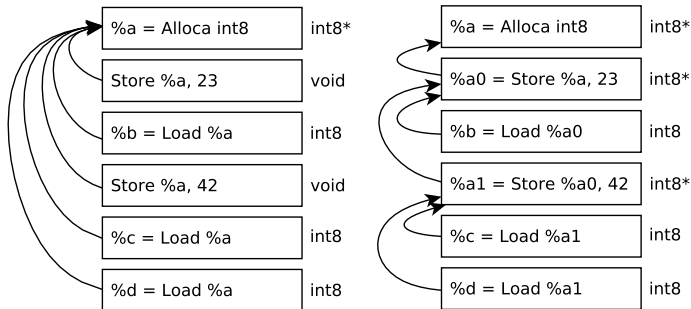 %a = Alloca int8 int8*
Store %a, 23 void
%b = Load %a int8
Store %a, 42 void
%c = Load %a int8
%d = Load %a int8
%a = Alloca int8 int8*
%a0 = Store %a, 23 int8*
%b = Load %a0 int8
%a1 = Store %a0, 42 int8*
%c = Load %a1 int8
%d = Load %a1 int8